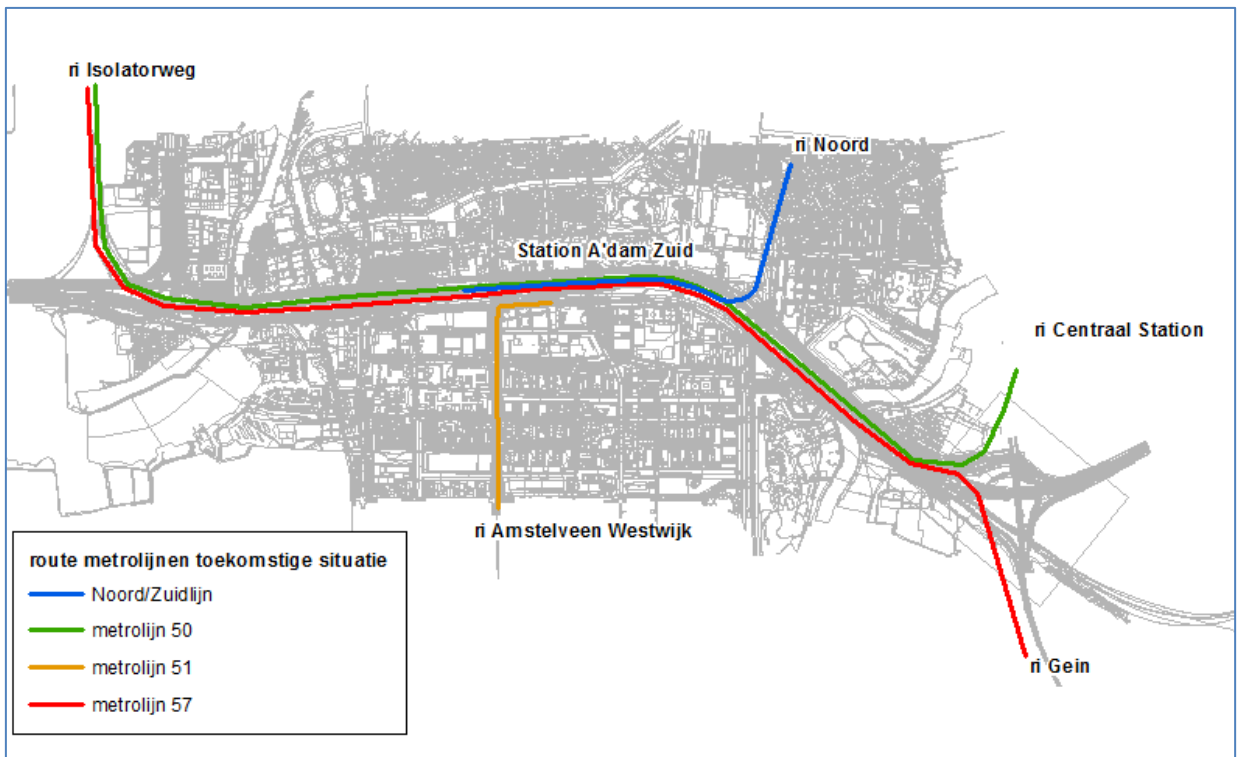 ri Isolatorweg
ri Noord
Station A'dam Zuid
ri Centraal Station
ri Amstelveen Westwijk
ri Gein
route metrolijnen toekomstige situatie
Noord/Zuidlijn
metrolijn 50
metrolijn 51
metrolijn 57